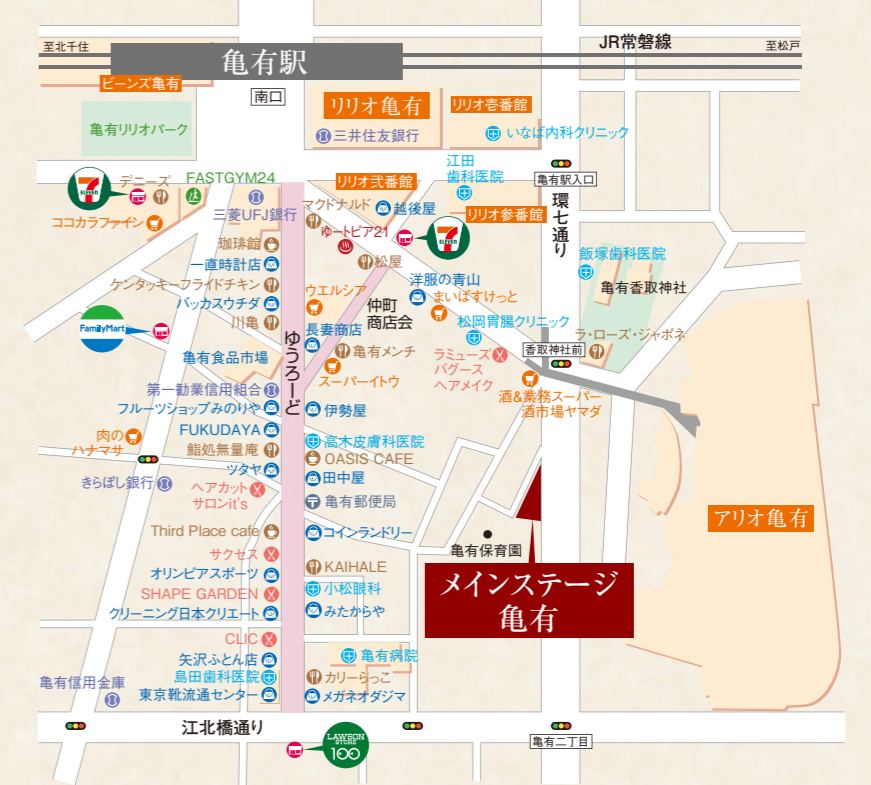 至北千住
JR常磐線
至松戸
亀有駅
ビーンズ亀有
南口
リリオ亀有
リリオ壱番館
亀有リリオパーク
三井住友銀行
いなば内科クリニック
江田
歯科医院
亀有駅入口
デニーズ
FASTGYM24
リリオ弐番館
7
ELEVEN
マクドナルド
越後屋
リリオ参番館
環七通り
ココカラファイン
三菱UFJ銀行
ゆートピア21
7
ELEVEN
珈琲館
一直時計店
松屋
飯塚歯科医院
洋服の青山
ケンタッキーフライドチキン
ウエルシア
まいばすけっと
亀有香取神社
バッカスウチダ
仲町
商店会
FamilyMart
川亀
長妻商店
松岡胃腸クリニック
ラ・ローズ・ジャポネ
ゆうろーど
亀有食品市場
亀有メンチ
ラミューズ
バグース
ヘアメイク
香取神社前
スーパーイトウ
第一勧業信用組合
酒&業務スーパー
酒市場ヤマダ
フルーツショップみのりや
伊勢屋
FUKUDAYA
肉の
ハナマサ
鮨処無量庵
高木皮膚科医院
OASIS CAFE
ツタヤ
田中屋
きらぼし銀行
ヘアカット
サロンit's
亀有郵便局
アリオ亀有
Third Place cafe
コインランドリー
亀有保育園
サクセス
KAIHALE
オリンピアスポーツ
小松眼科
メインステージ
亀有
SHAPE GARDEN
クリーニング日本クリエート
みたからや
CLIC
矢沢ふとん店
亀有病院
島田歯科医院
カリーらっこ
亀有信用金庫
東京靴流通センター
メガネオダジマ
江北橋通り
LAWSON
STORE
100
亀有二丁目